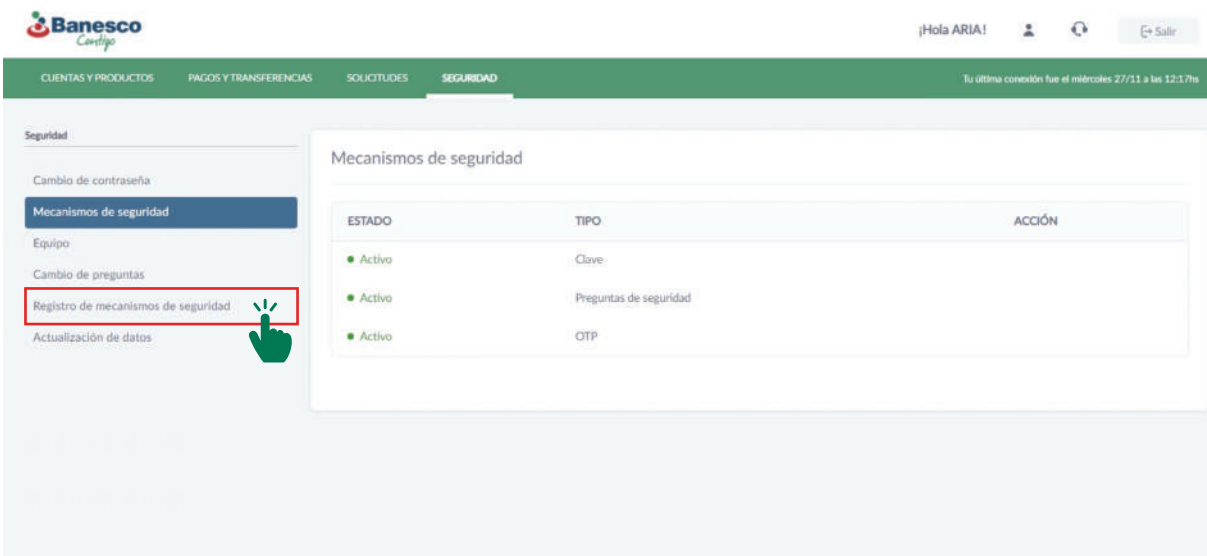 Banesco
Contigo
¡Hola ARIA!
Salir
CUENTAS Y PRODUCTOS PAGOS Y TRANSFERENCIAS SOLICITUDES SEGURIDAD
Tu última conexión fue el miércoles 27/11 a las 12:17hs
Seguridad
Cambio de contraseña
Mecanismos de seguridad
Equipo
Cambio de preguntas
Registro de mecanismos de seguridad
Actualización de datos
Mecanismos de seguridad
ESTADO TIPO ACCIÓN
Activo Clave
Activo Preguntas de seguridad
Activo OTP